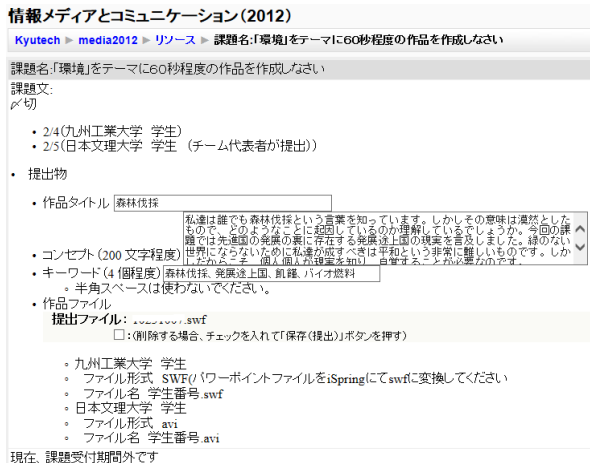 情報メディアとコミュニケーション(2012)
Kyutech ► media2012 ► リソース ► 課題名:「環境」をテーマに60秒程度の作品を作成しなさい
課題名:「環境」をテーマに60秒程度の作品を作成しなさい
課題文:
〆切
• 2/4(九州工業大学 学生)
• 2/5(日本文理大学 学生 (チーム代表者が提出))
• 提出物
• 作品タイトル 森林伐採
私達は誰でも森林伐採という言葉を知っています。しかしその意味は漠然とした
もので、どのようなことに起因しているのか理解しているでしょうか。今回の課
題では先進国の発展の裏に存在する発展途上国の現実を言及しました。緑のない
世界にならないために私達が成すべきは平和という非常に難しいものです。しか
しだからこそ、個人個人が現実を知り、自覚することが必要なのです。
• コンセプト(200 文字程度)
• キーワード(4 個程度) 森林伐採、発展途上国、飢饉、バイオ燃料
◦ 半角スペースは使わないでください。
• 作品ファイル
提出ファイル: .swf
:(削除する場合、チェックを入れて「保存(提出)」ボタンを押す)
◦ 九州工業大学 学生
◦ ファイル形式 SWF(パワーポイントファイルをiSpringにてswfに変換してください
◦ ファイル名 学生番号.swf
◦ 日本文理大学 学生
◦ ファイル形式 avi
◦ ファイル名 学生番号.avi
現在、課題受付期間外です